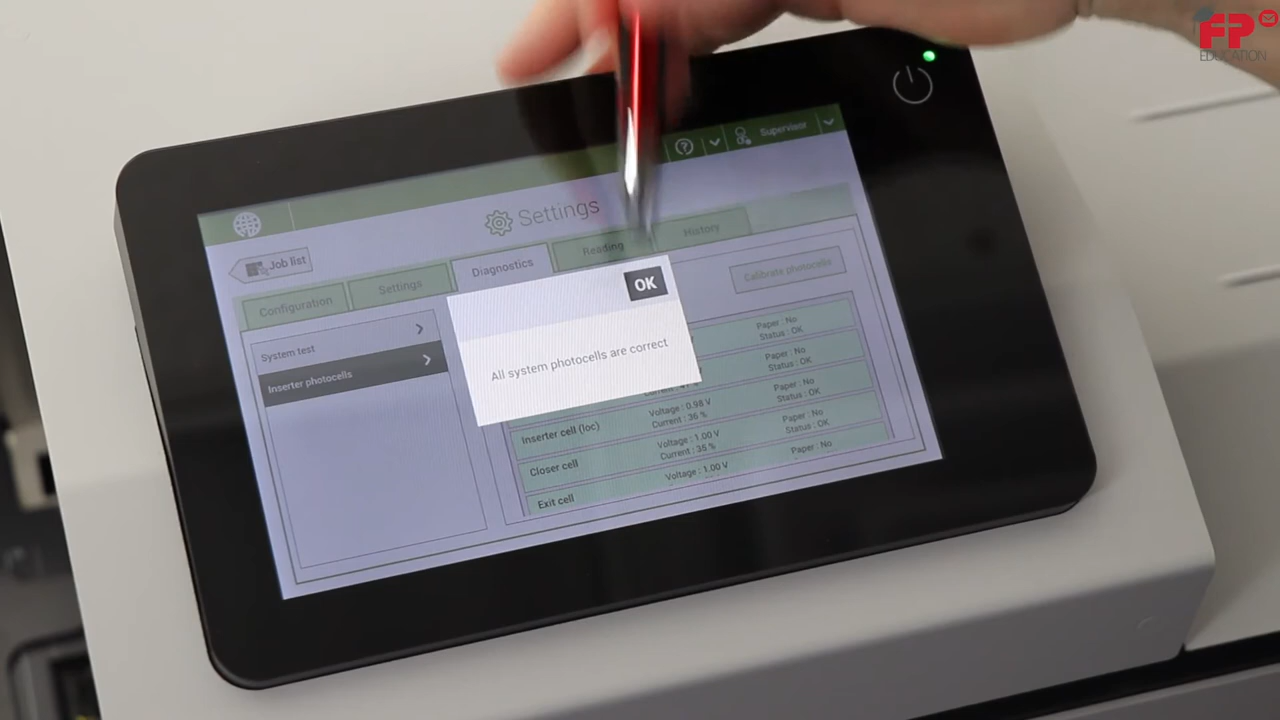 FP
EDUCATION
Supervisor
Settings
Job list
Configuration
Settings
Diagnostics
Reading
History
Calibrate photocells
System test
Inserter photocells
OK
All system photocells are correct
Paper : No
Status : OK
Paper : No
Status : OK
Inserter cell (loc)
Voltage : 0.98 V
Current : 36 %
Paper : No
Status : OK
Closer cell
Voltage : 1.00 V
Current : 35 %
Paper : No
Status : OK
Exit cell
Voltage : 1.00 V
Paper : No